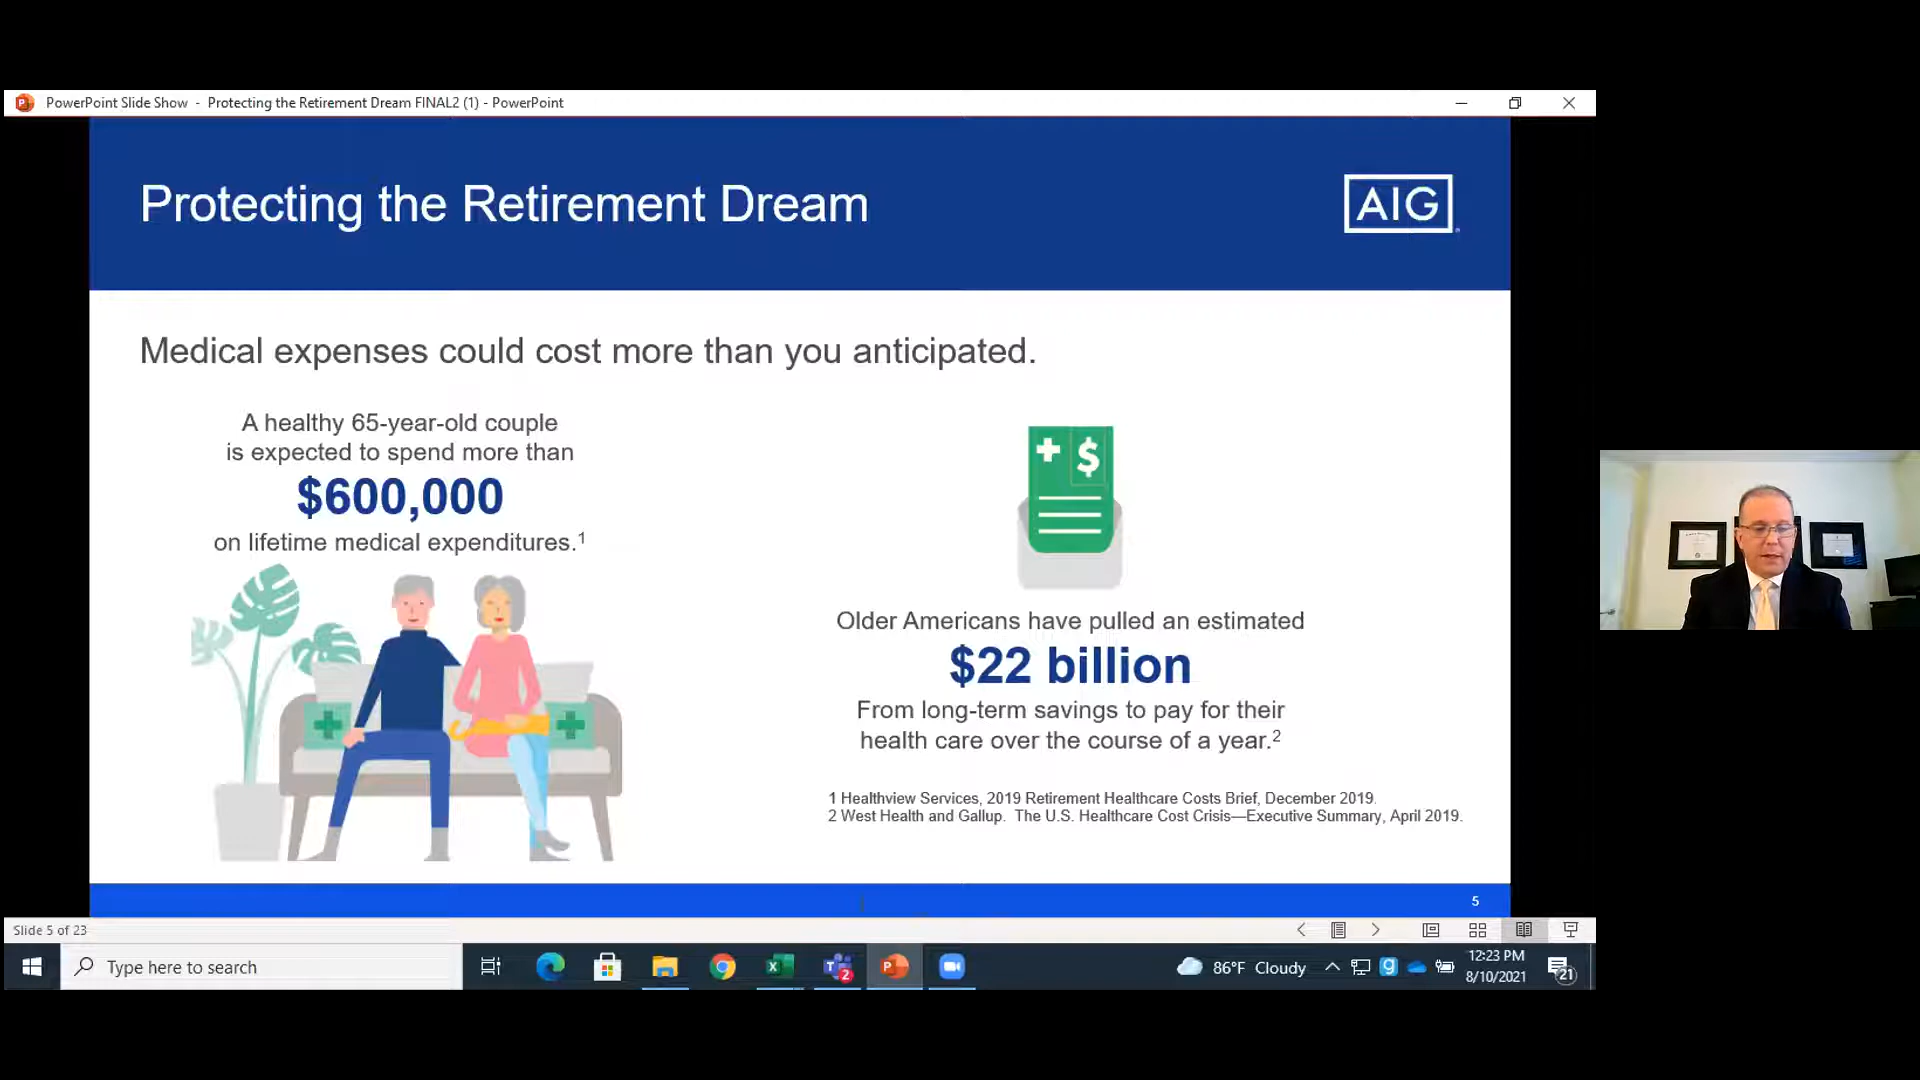 PowerPoint Slide Show - Protecting the Retirement Dream FINAL2 (1) - PowerPoint
Protecting the Retirement Dream
AIG
Medical expenses could cost more than you anticipated.
A healthy 65-year-old couple
is expected to spend more than
$600,000
on lifetime medical expenditures.1
+ $
Older Americans have pulled an estimated
$22 billion
From long-term savings to pay for their
health care over the course of a year.2
1 Healthview Services, 2019 Retirement Healthcare Costs Brief, December 2019.
2 West Health and Gallup. The U.S. Healthcare Cost Crisis—Executive Summary, April 2019.
5
Slide 5 of 23
Type here to search
2
86°F Cloudy
12:23 PM
8/10/2021
21